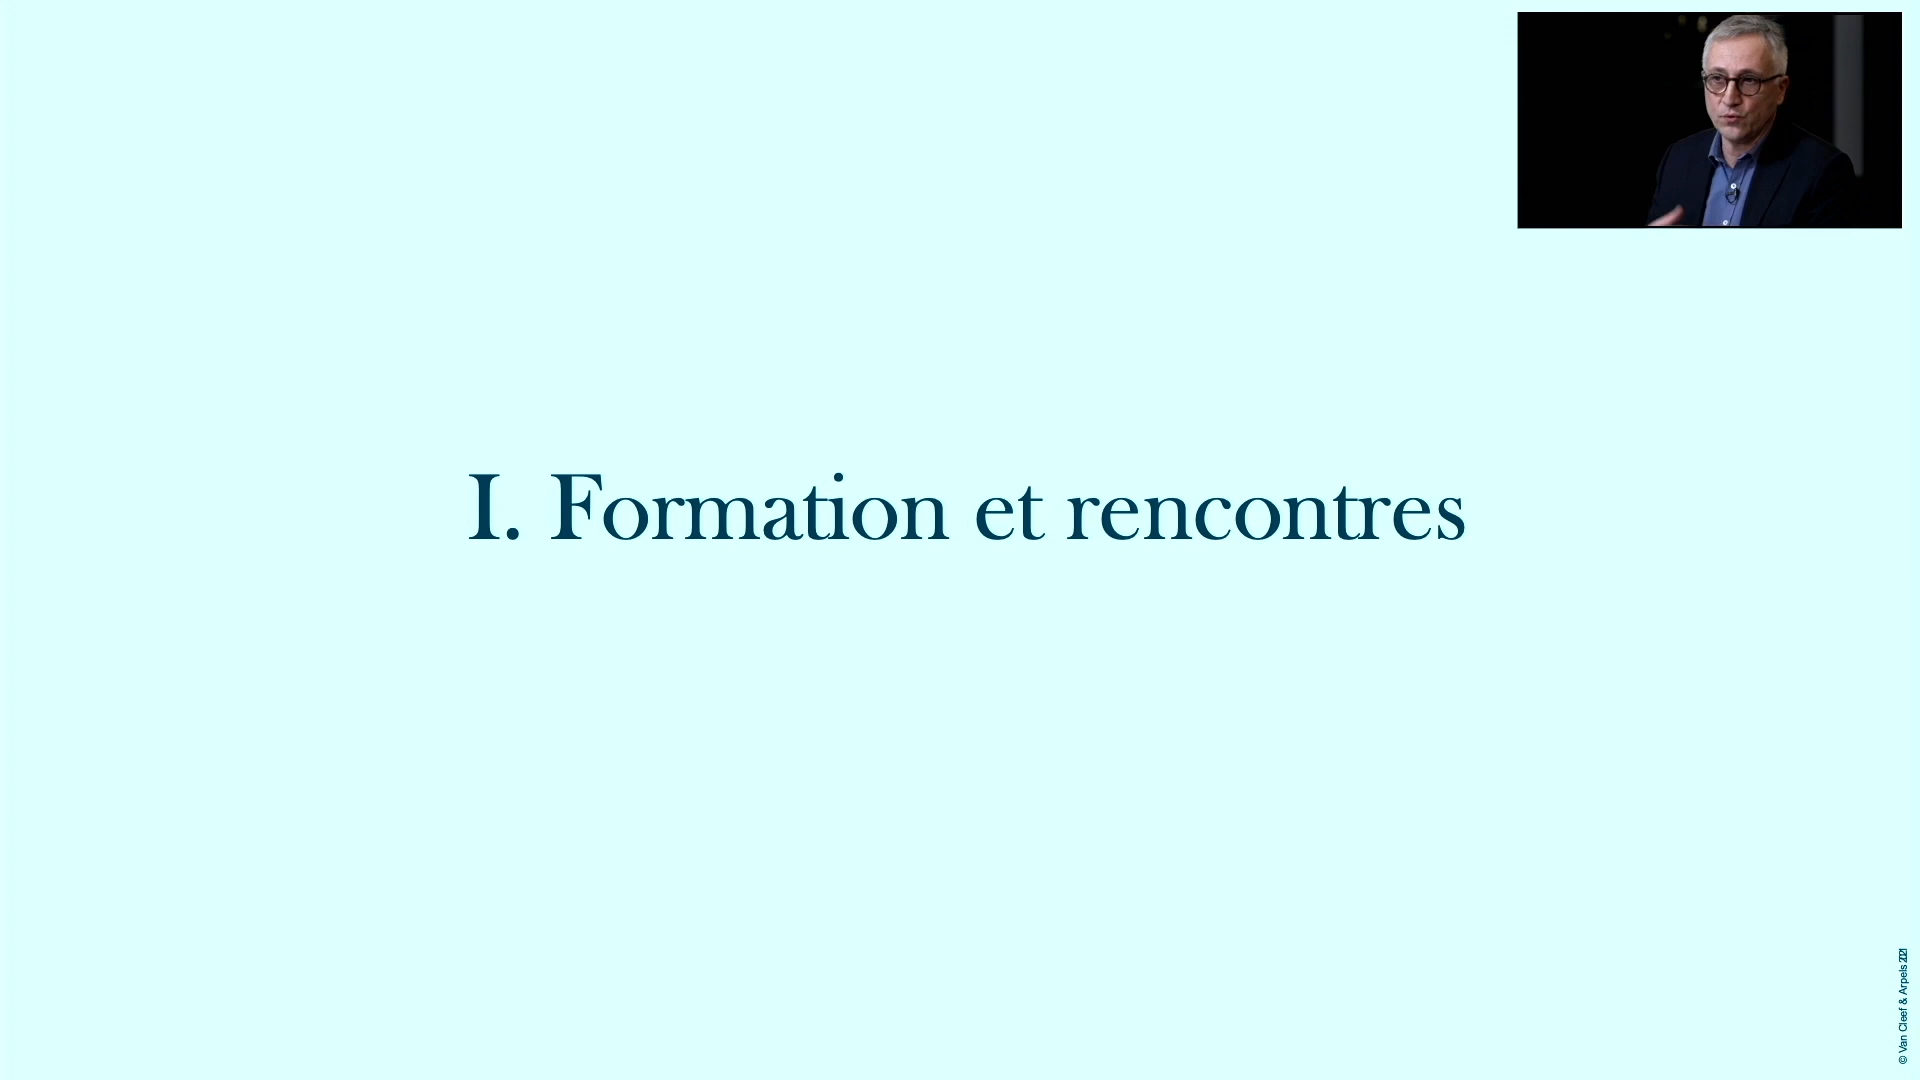 I. Formation et rencontres
© Van Cleef & Arpels